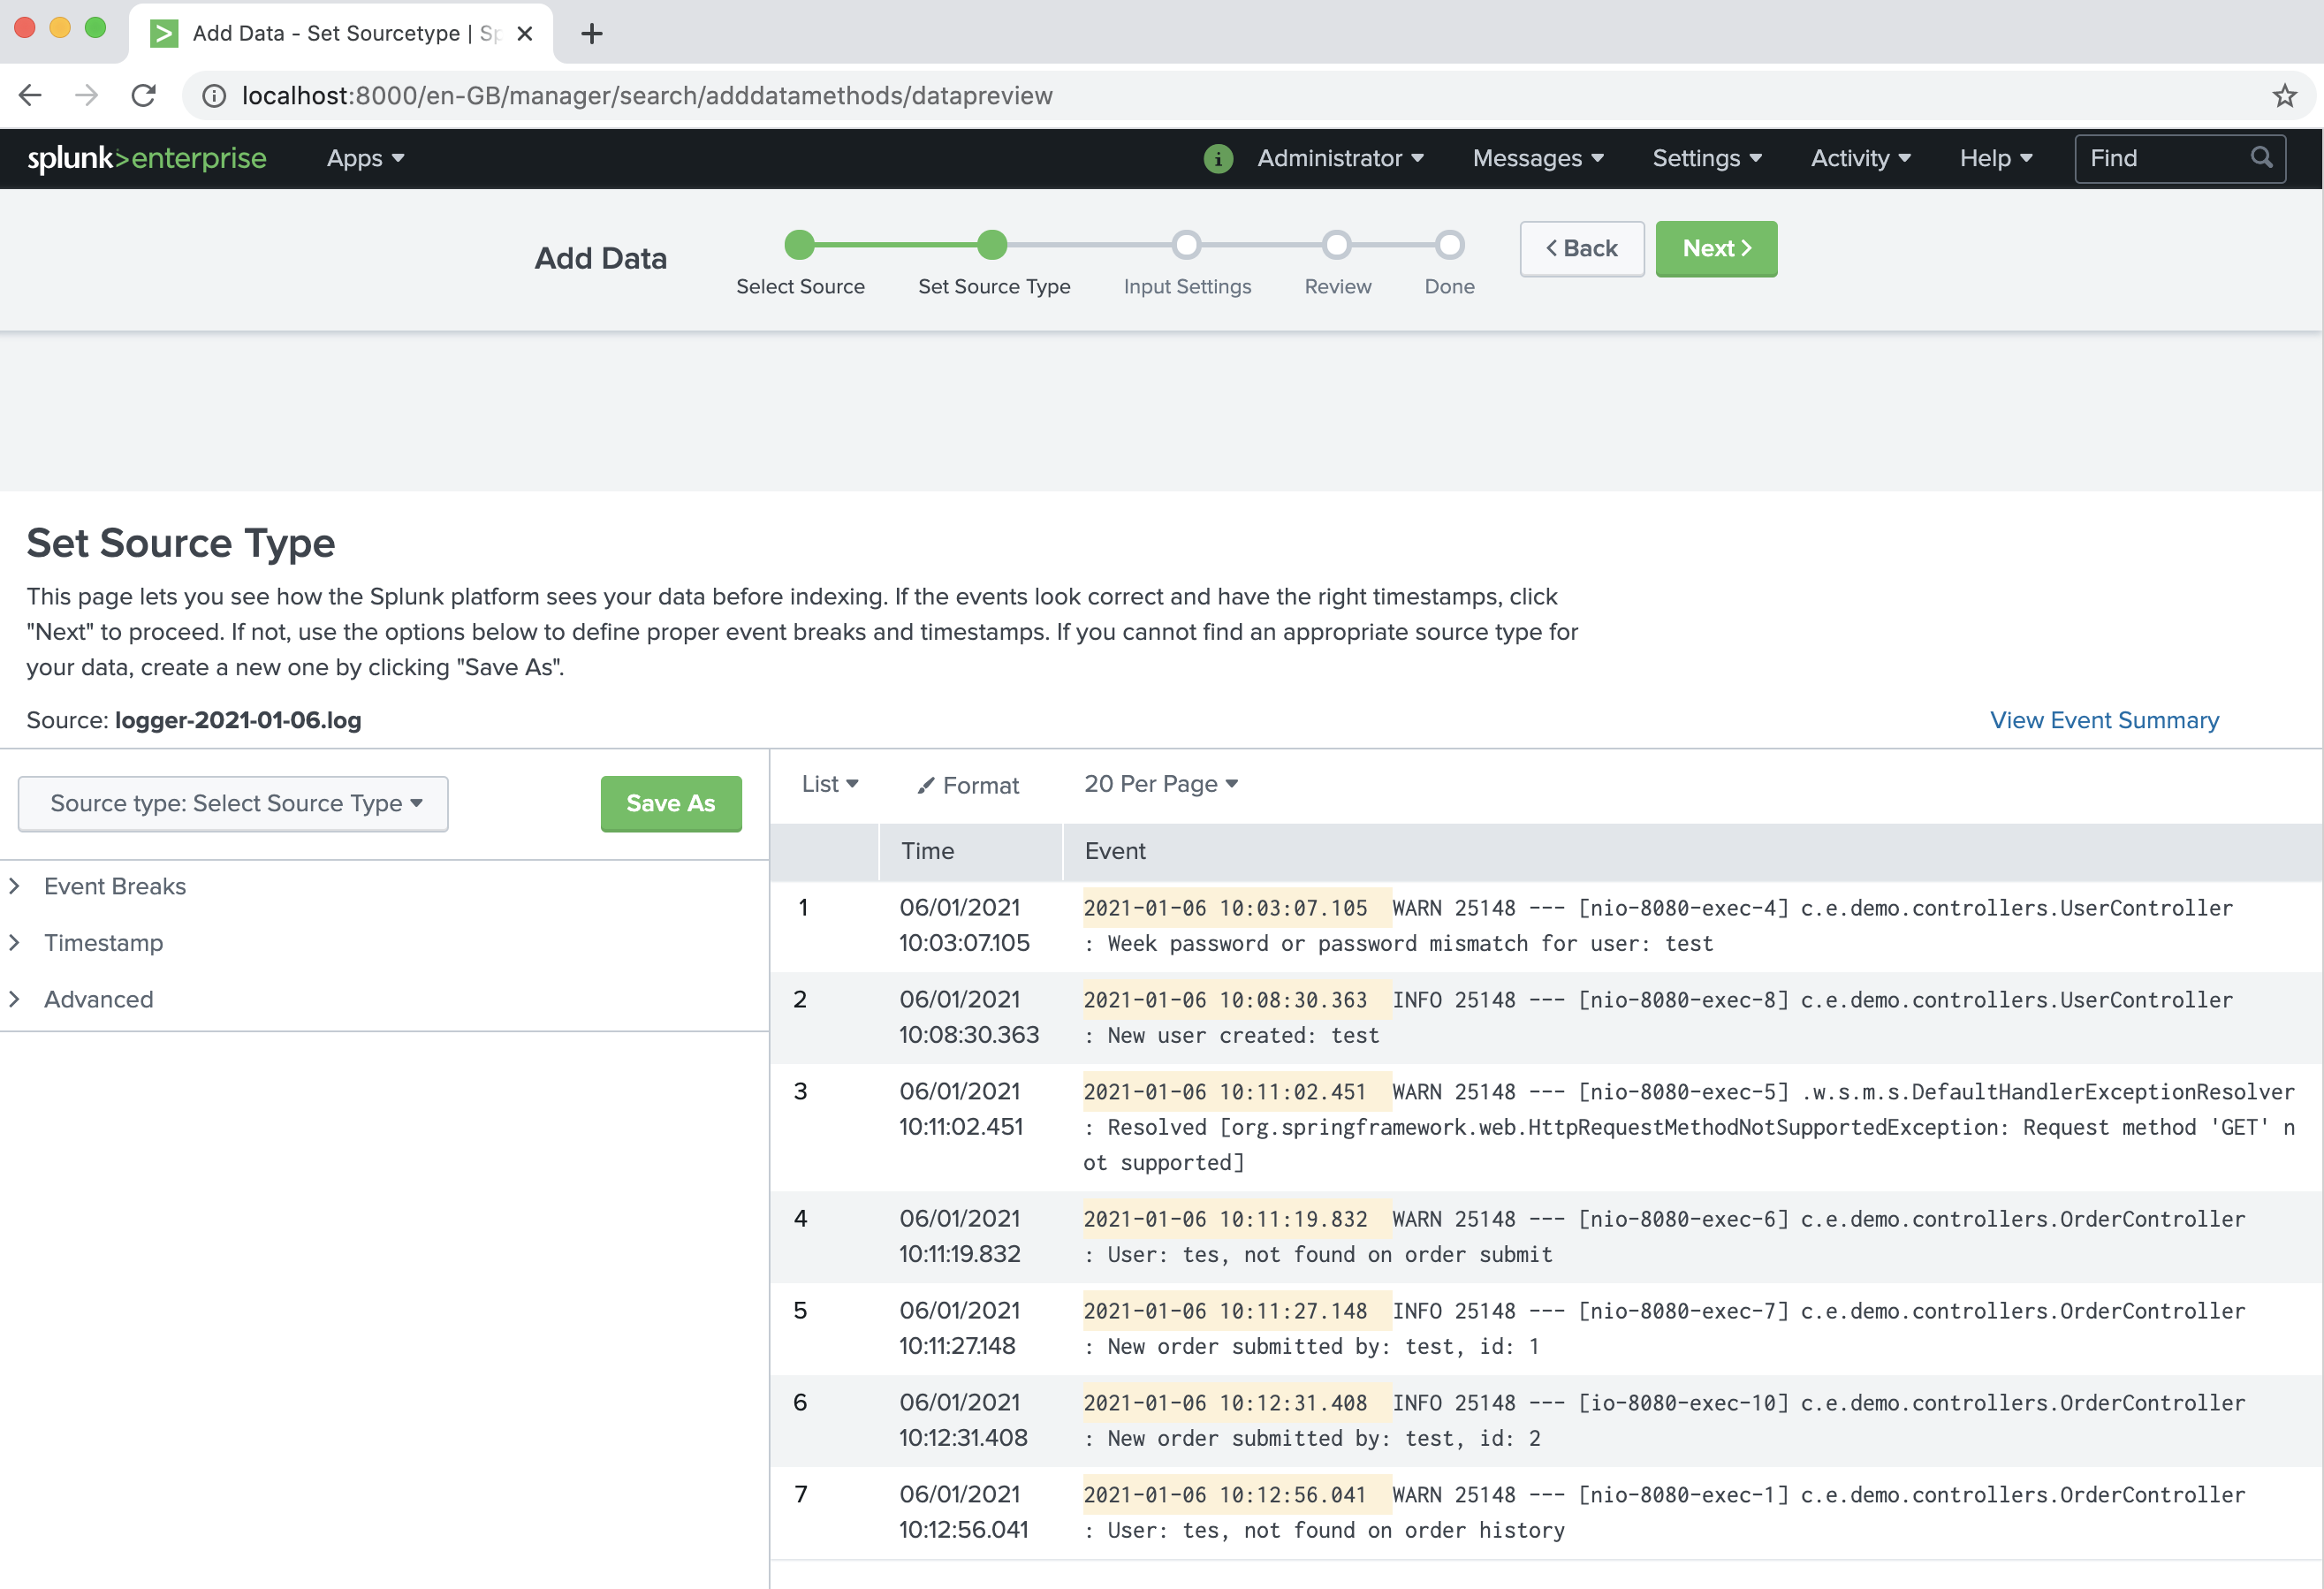 Add Data - Set Sourcetype |
localhost:8000/en-GB/manager/search/adddatamethods/datapreview
splunk>enterprise Apps i Administrator Messages Settings Activity Help Find
Add Data Select Source Set Source Type Input Settings Review Done < Back Next >
Set Source Type
This page lets you see how the Splunk platform sees your data before indexing. If the events look correct and have the right timestamps, click
"Next" to proceed. If not, use the options below to define proper event breaks and timestamps. If you cannot find an appropriate source type for
your data, create a new one by clicking "Save As".
Source: logger-2021-01-06.log View Event Summary
Source type: Select Source Type Save As
Event Breaks
Timestamp
Advanced
List Format 20 Per Page
Time Event
1 06/01/2021 2021-01-06 10:03:07.105 WARN 25148 --- [nio-8080-exec-4] c.e.demo.controllers.UserController
10:03:07.105 : Week password or password mismatch for user: test
2 06/01/2021 2021-01-06 10:08:30.363 INFO 25148 --- [nio-8080-exec-8] c.e.demo.controllers.UserController
10:08:30.363 : New user created: test
3 06/01/2021 2021-01-06 10:11:02.451 WARN 25148 --- [nio-8080-exec-5] .w.s.m.s.DefaultHandlerExceptionResolver
10:11:02.451 : Resolved [org.springframework.web.HttpRequestMethodNotSupportedException: Request method 'GET' n
ot supported]
4 06/01/2021 2021-01-06 10:11:19.832 WARN 25148 --- [nio-8080-exec-6] c.e.demo.controllers.OrderController
10:11:19.832 : User: tes, not found on order submit
5 06/01/2021 2021-01-06 10:11:27.148 INFO 25148 --- [nio-8080-exec-7] c.e.demo.controllers.OrderController
10:11:27.148 : New order submitted by: test, id: 1
6 06/01/2021 2021-01-06 10:12:31.408 INFO 25148 --- [io-8080-exec-10] c.e.demo.controllers.OrderController
10:12:31.408 : New order submitted by: test, id: 2
7 06/01/2021 2021-01-06 10:12:56.041 WARN 25148 --- [nio-8080-exec-1] c.e.demo.controllers.OrderController
10:12:56.041 : User: tes, not found on order history